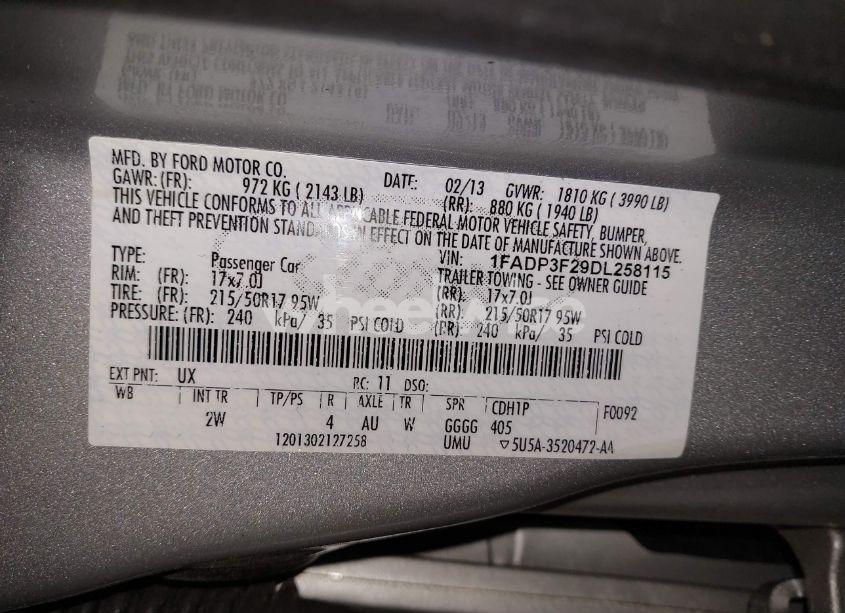 MFD. BY FORD MOTOR CO.
DATE: 02/13 GVWR: 1810 KG ( 3990 LB)
GAWR: (FR): 972 KG ( 2143 LB) (RR): 880 KG ( 1940 LB)
THIS VEHICLE CONFORMS TO ALL APPLICABLE FEDERAL MOTOR VEHICLE SAFETY, BUMPER,
AND THEFT PREVENTION STANDARDS IN EFFECT ON THE DATE OF MANUFACTURE SHOWN ABOVE.
VIN: 1FADP3F29DL258115
TYPE: Passenger Car TRAILER TOWING - SEE OWNER GUIDE
RIM: (FR): 17x7.0J (RR): 17x7.0J
TIRE: (FR): 215/50R17 95W (RR): 215/50R17 95W
PRESSURE: (FR): 240 kPa/ 35 PSI COLD (RR): 240 kPa/ 35 PSI COLD
EXT PNT: UX RC: 11 DSO:
WB INT TR TP/PS R AXLE TR SPR CDH1P F0092
2W 4 AU W GGGG 405
1201302127258 UMU ▽5U5A-3520472-AA